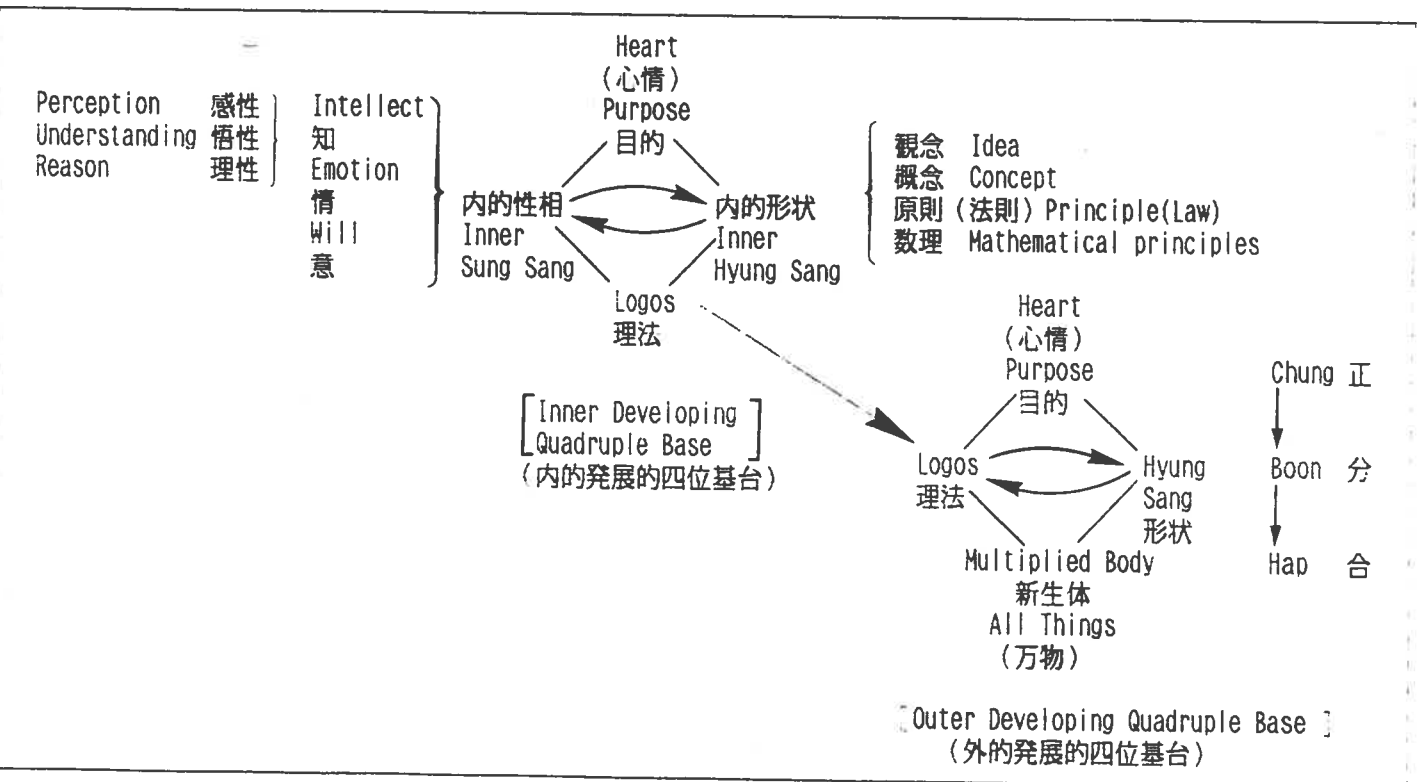 Heart
(心情)
Purpose
目的
Perception 感性
Understanding 悟性
Reason 理性
Intellect
知
Emotion
情
Will
意
内的性相
Inner
Sung Sang
内的形状
Inner
Hyung Sang
観念 Idea
概念 Concept
原則(法則)Principle(Law)
数理 Mathematical principles
Logos
理法
[Inner Developing
Quadruple Base]
(内的発展的四位基台)
Heart
(心情)
Purpose
目的
Logos
理法
Hyung
Sang
形状
Multiplied Body
新生体
All Things
(万物)
Chung 正
Boon 分
Hap 合
[Outer Developing Quadruple Base]
(外的発展的四位基台)